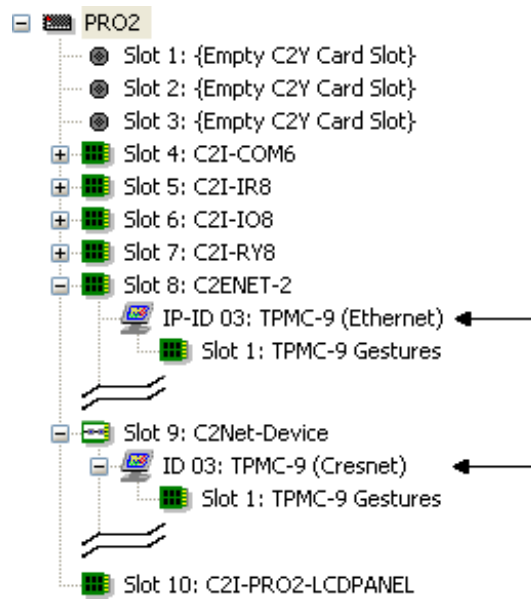 PRO2
Slot 1: {Empty C2Y Card Slot}
Slot 2: {Empty C2Y Card Slot}
Slot 3: {Empty C2Y Card Slot}
Slot 4: C2I-COM6
Slot 5: C2I-IR8
Slot 6: C2I-IO8
Slot 7: C2I-RY8
Slot 8: C2ENET-2
IP-ID 03: TPMC-9 (Ethernet)
Slot 1: TPMC-9 Gestures
Slot 9: C2Net-Device
ID 03: TPMC-9 (Cresnet)
Slot 1: TPMC-9 Gestures
Slot 10: C2I-PRO2-LCDPANEL